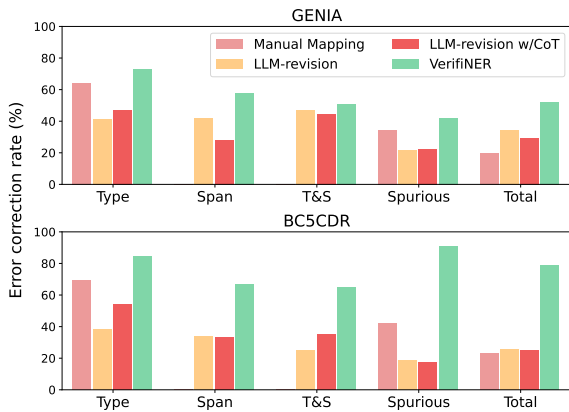 GENIA
Error correction rate (%)
100
80
60
40
20
0
Manual Mapping
LLM-revision
LLM-revision w/CoT
VerifiNER
Type Span T&S Spurious Total
BC5CDR
100
80
60
40
20
0
Type Span T&S Spurious Total